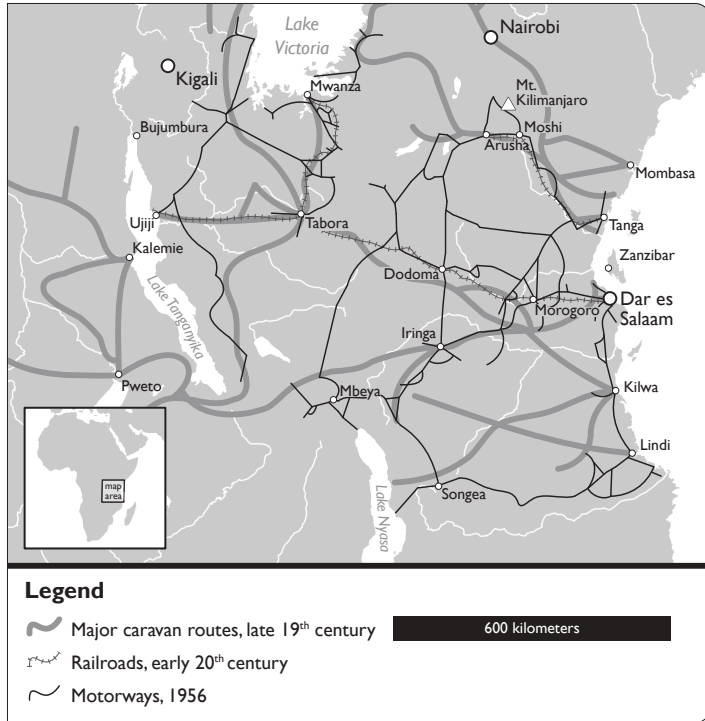 Lake
Victoria
Nairobi
Kigali
Mwanza
Mt.
Kilimanjaro
Bujumbura
Moshi
Arusha
Mombasa
Ujiji
Tabora
Tanga
Kalemie
Zanzibar
Dodoma
Lake Tanganyika
Dar es
Salaam
Morogoro
Iringa
Pweto
Mbeya
Kilwa
Lindi
map
area
Lake Nyasa
Songea
Legend
Major caravan routes, late 19th century
600 kilometers
Railroads, early 20th century
Motorways, 1956